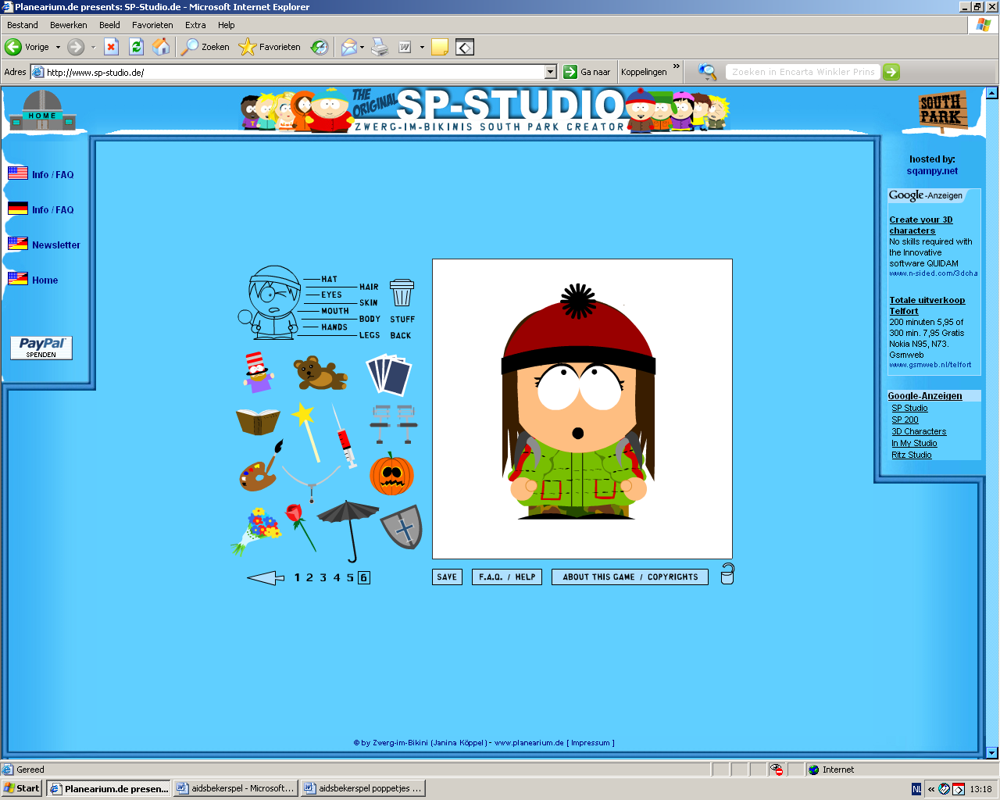 Planearium.de presents: SP-Studio.de - Microsoft Internet Explorer
Bestand Bewerken Beeld Favorieten Extra Help
Vorige Zoeken Favorieten
Adres http://www.sp-studio.de/ Ga naar Koppelingen » Zoeken in Encarta Winkler Prins
HOME
THE ORIGINAL SP-STUDIO
ZWERG-IM-BIKINIS SOUTH PARK CREATOR
SOUTH PARK
Info / FAQ
Info / FAQ
Newsletter
Home
PayPal
SPENDEN
HAT
HAIR
EYES
SKIN
MOUTH
BODY
HANDS
LEGS
STUFF
BACK
1 2 3 4 5 6
SAVE
F.A.Q. / HELP
ABOUT THIS GAME / COPYRIGHTS
hosted by:
sqampy.net
Google-Anzeigen
Create your 3D
characters
No skills required with
the Innovative
software QUIDAM
www.n-sided.com/3dcha
Totale uitverkoop
Telfort
200 minuten 5,95 of
300 min. 7,95 Gratis
Nokia N95, N73.
Gsmweb
www.gsmweb.nl/telfort
Google-Anzeigen
SP Studio
SP 200
3D Characters
In My Studio
Ritz Studio
© by Zwerg-im-Bikini (Janina Köppel) - www.planearium.de [ Impressum ]
Gereed Internet
Start Planearium.de presen... aidsbekerspel - Microsoft... aidsbekerspel poppetjes ... NL « 13:18